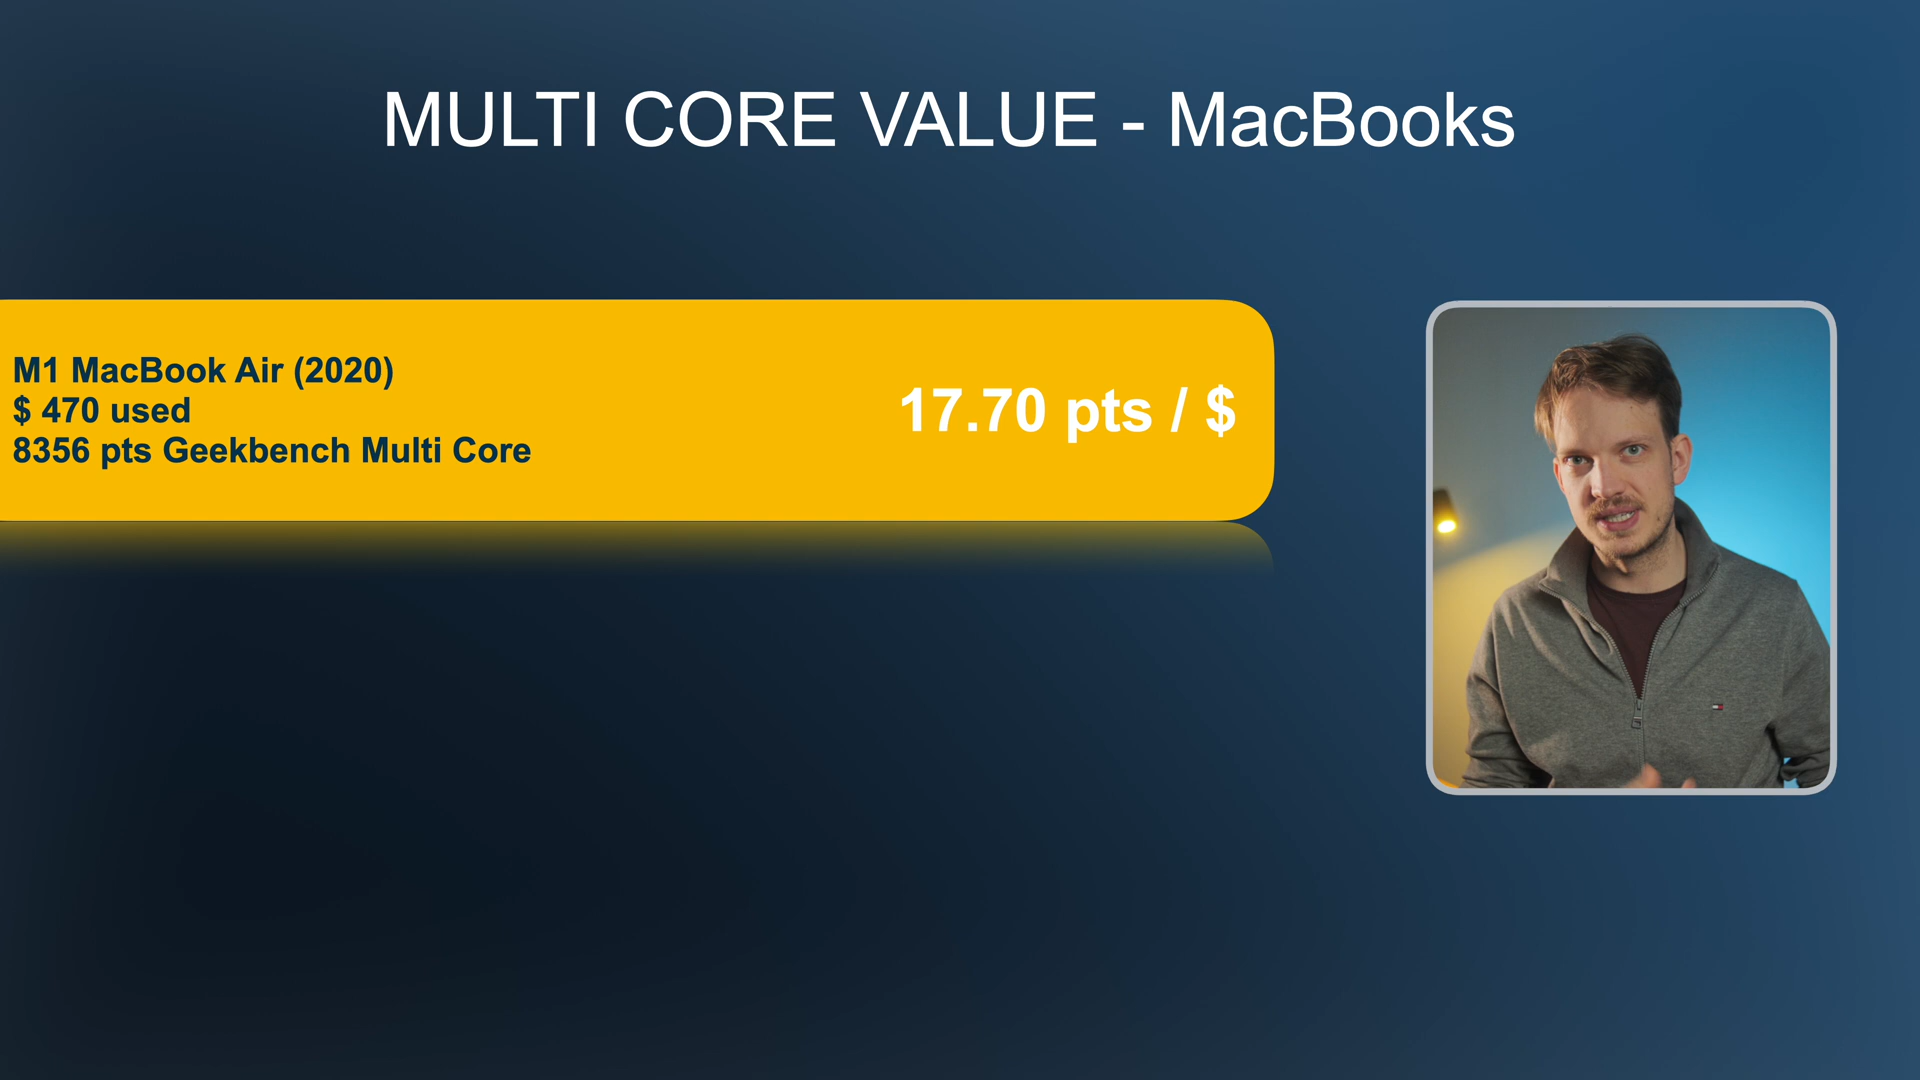 MULTI CORE VALUE - MacBooks
M1 MacBook Air (2020)
$ 470 used
8356 pts Geekbench Multi Core
17.70 pts / $